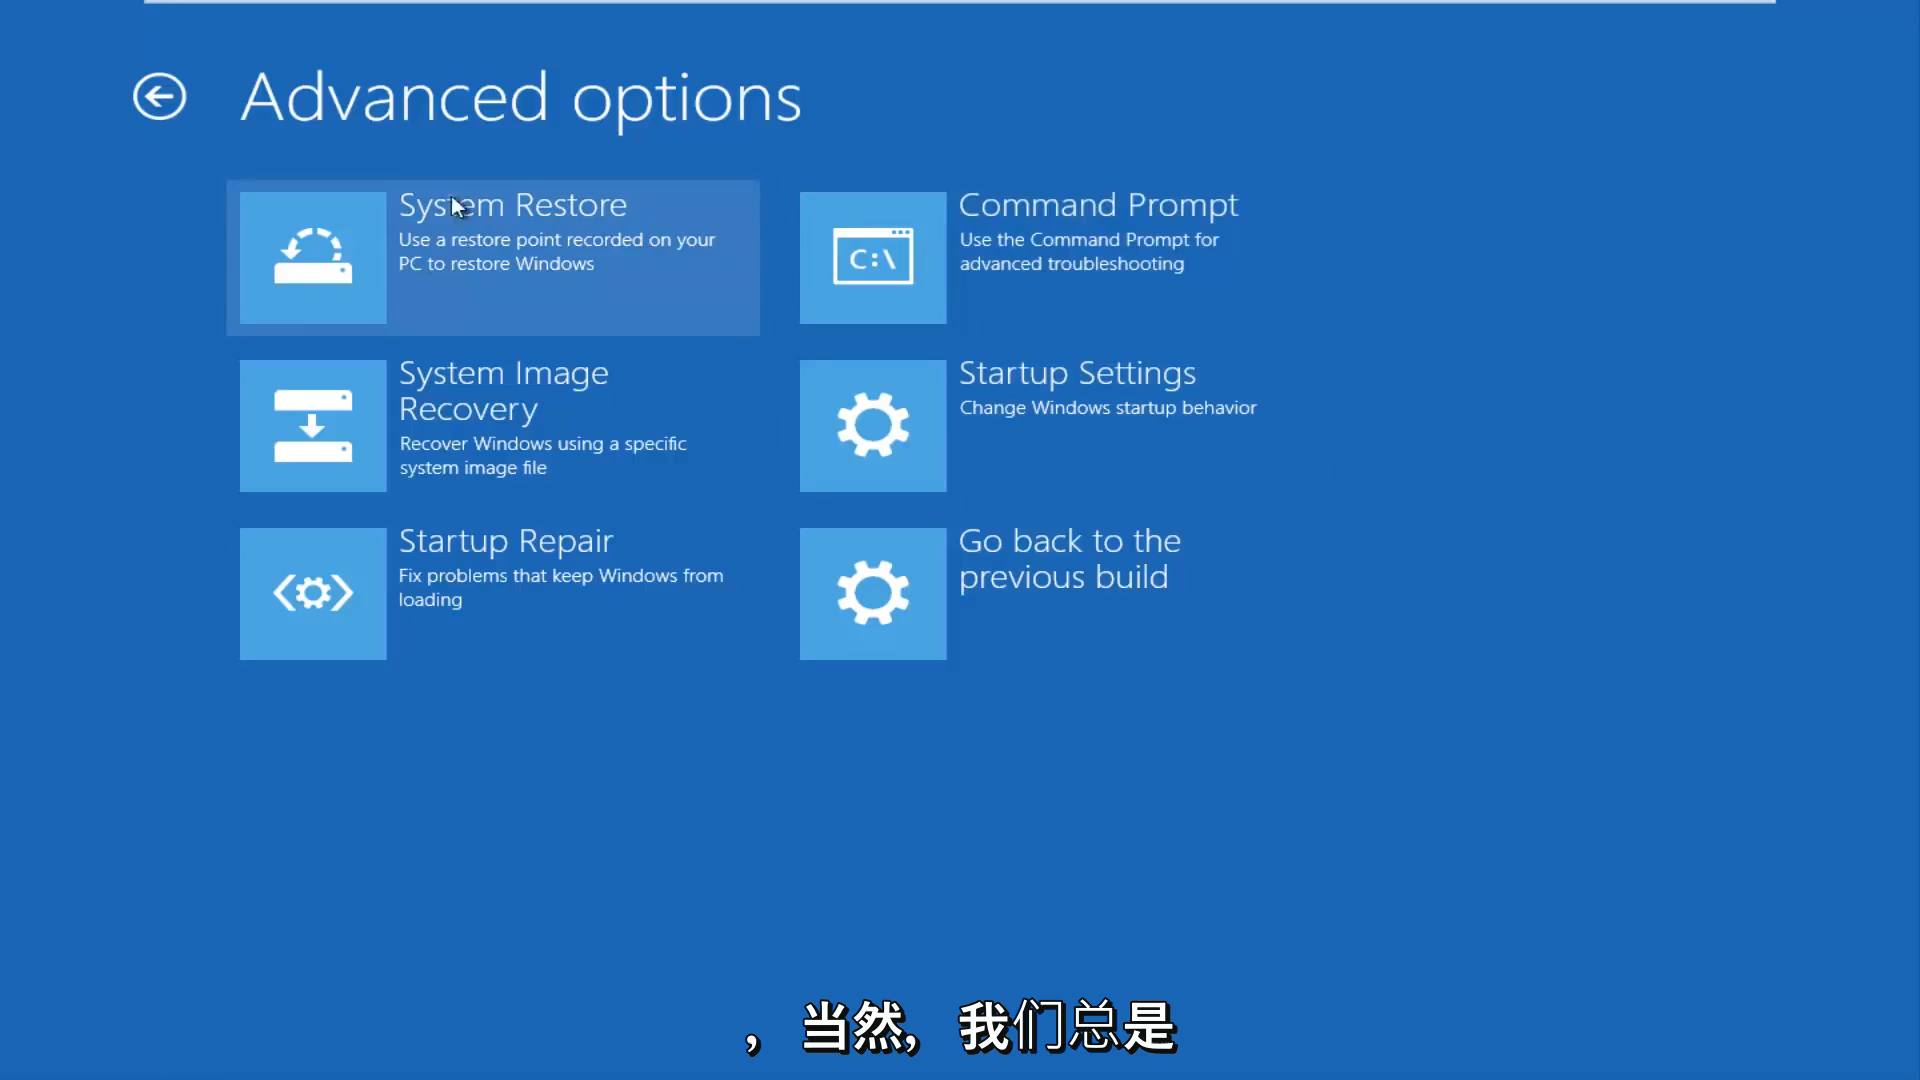 Advanced options
System Restore
Use a restore point recorded on your
PC to restore Windows
Command Prompt
Use the Command Prompt for
advanced troubleshooting
C:\
System Image
Recovery
Recover Windows using a specific
system image file
Startup Settings
Change Windows startup behavior
Startup Repair
Fix problems that keep Windows from
loading
Go back to the
previous build
，当然，我们总是